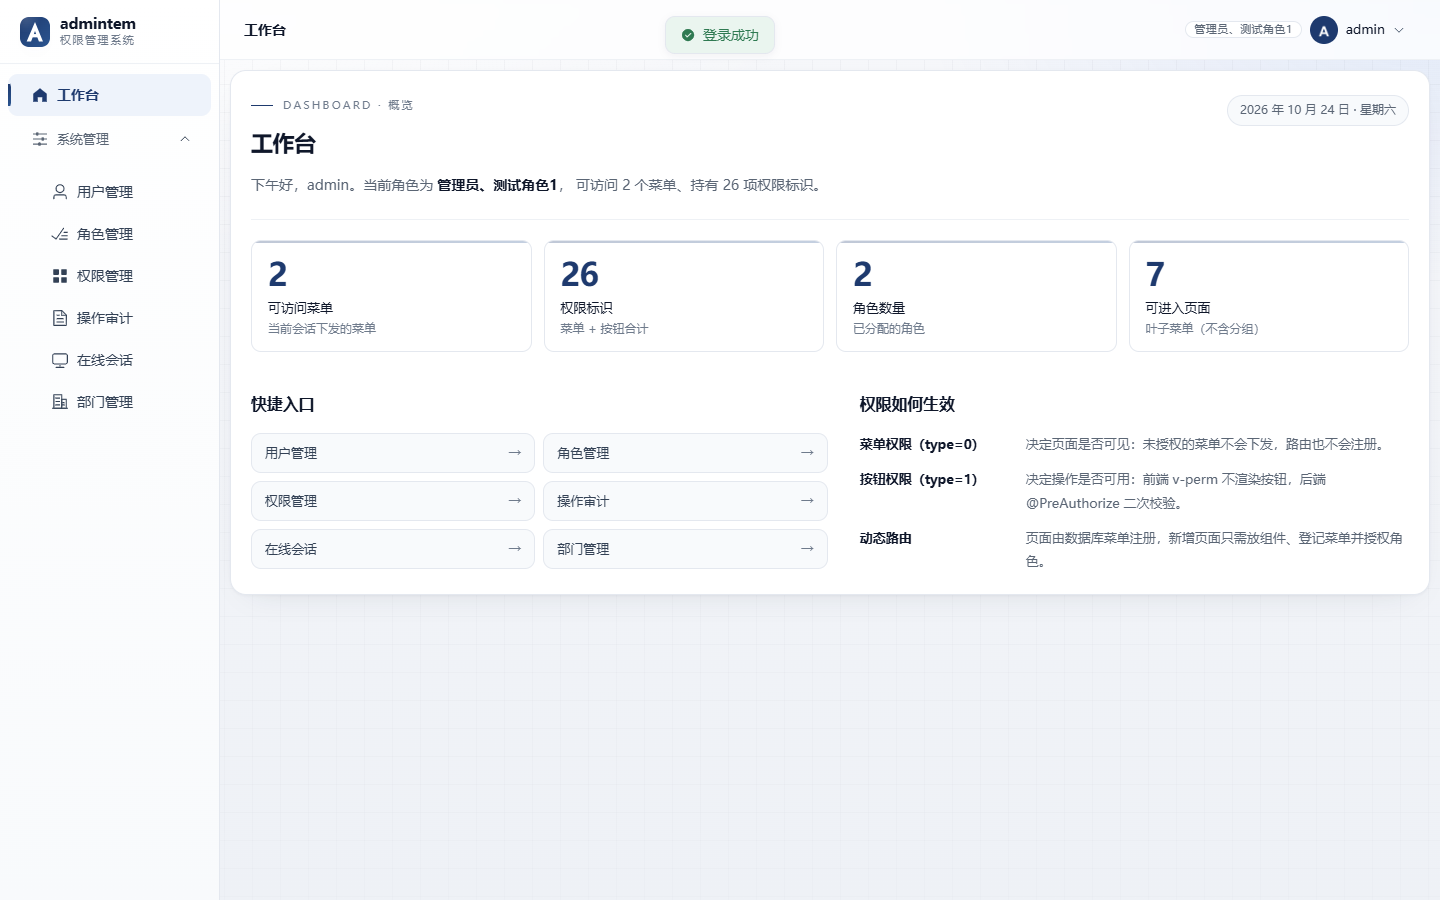 admintem
权限管理系统
工作台
系统管理
用户管理
角色管理
权限管理
操作审计
在线会话
部门管理
工作台
登录成功
管理员、测试角色1
A
admin
DASHBOARD · 概览
2026 年 10 月 24 日 · 星期六
工作台
下午好，admin。当前角色为 管理员、测试角色1， 可访问 2 个菜单、持有 26 项权限标识。
2
可访问菜单
当前会话下发的菜单
26
权限标识
菜单 + 按钮合计
2
角色数量
已分配的角色
7
可进入页面
叶子菜单（不含分组）
快捷入口
用户管理 →
角色管理 →
权限管理 →
操作审计 →
在线会话 →
部门管理 →
权限如何生效
菜单权限（type=0）
决定页面是否可见：未授权的菜单不会下发，路由也不会注册。
按钮权限（type=1）
决定操作是否可用：前端 v-perm 不渲染按钮，后端
@PreAuthorize 二次校验。
动态路由
页面由数据库菜单注册，新增页面只需放组件、登记菜单并授权角
色。